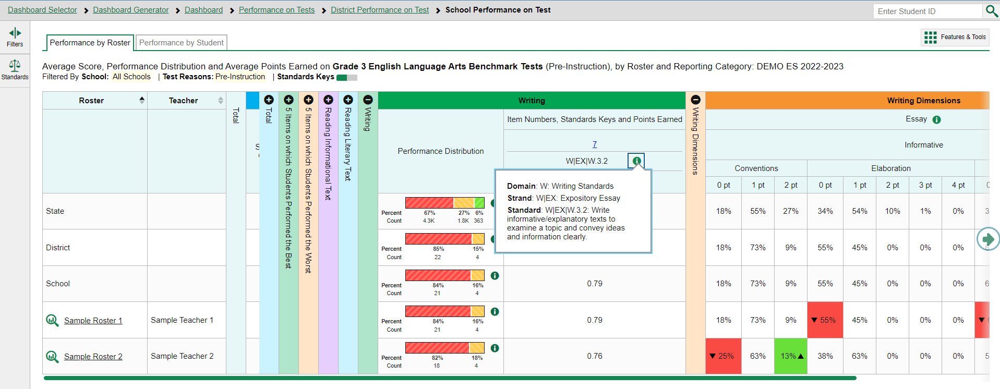 Dashboard Selector > Dashboard Generator > Dashboard > Performance on Tests > District Performance on Test > School Performance on Test
Enter Student ID
Filters
Standards
Performance by Roster
Performance by Student
Features & Tools
Average Score, Performance Distribution and Average Points Earned on Grade 3 English Language Arts Benchmark Tests (Pre-Instruction), by Roster and Reporting Category: DEMO ES 2022-2023
Filtered By School: All Schools | Test Reasons: Pre-Instruction | Standards Keys
Roster
Teacher
Total
Total
5 Items on which Students Performed the Best
5 Items on which Students Performed the Worst
Reading Informational Text
Reading Literary Text
Writing
Writing
Performance Distribution
Item Numbers, Standards Keys and Points Earned
7
W|EX|W.3.2
Domain: W: Writing Standards
Strand: W|EX: Expository Essay
Standard: W|EX|W.3.2: Write
informative/explanatory texts to
examine a topic and convey ideas
and information clearly.
Writing Dimensions
Writing Dimensions
Essay
Informative
Conventions
Elaboration
0 pt 1 pt 2 pt 0 pt 1 pt 2 pt 3 pt 4 pt
State
Percent 67% 27% 6%
Count 4.3K 1.8K 363
18% 55% 27% 34% 54% 10% 1% 0%
District
Percent 85% 15%
Count 22 4
18% 73% 9% 55% 45% 0% 0% 0%
School
Percent 84% 16%
Count 21 4
0.79
18% 73% 9% 55% 45% 0% 0% 0%
Sample Roster 1
Sample Teacher 1
Percent 84% 16%
Count 21 4
0.79
18% 73% 9% ▼ 55% 45% 0% 0% 0%
Sample Roster 2
Sample Teacher 2
Percent 82% 18%
Count 18 4
0.76
▼ 25% 63% 13% ▲ 38% 63% 0% 0% 0%